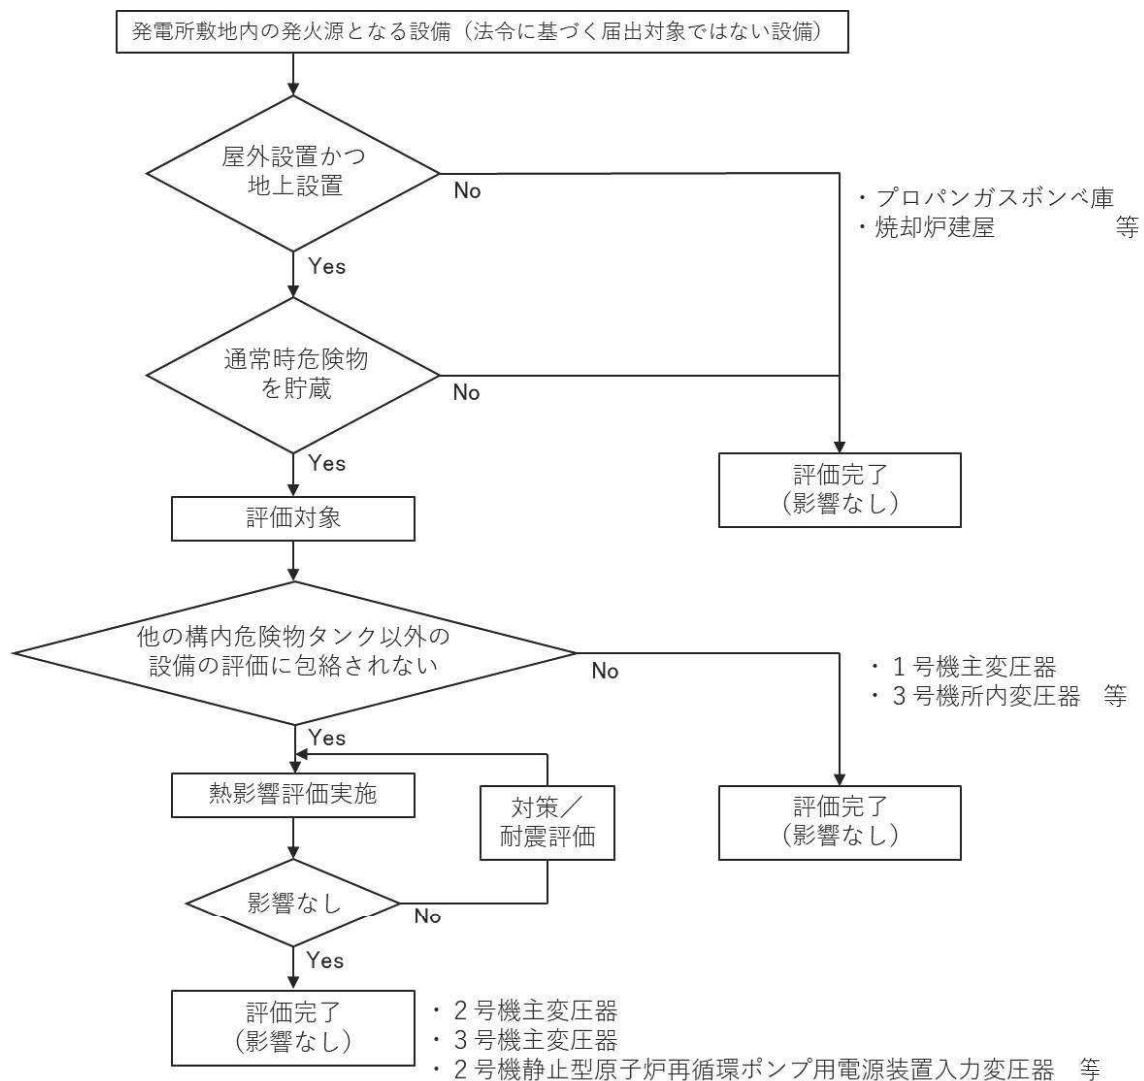 発電所敷地内の発火源となる設備（法令に基づく届出対象ではない設備）
屋外設置かつ
地上設置
No
・プロパンガスボンベ庫
・焼却炉建屋　　　　　等
Yes
通常時危険物
を貯蔵
No
Yes
評価完了
（影響なし）
評価対象
他の構内危険物タンク以外の
設備の評価に包絡されない
No
・１号機主変圧器
・３号機所内変圧器　等
Yes
熱影響評価実施
対策／
耐震評価
評価完了
（影響なし）
影響なし
No
Yes
評価完了
（影響なし）
・２号機主変圧器
・３号機主変圧器
・２号機静止型原子炉再循環ポンプ用電源装置入力変圧器　等